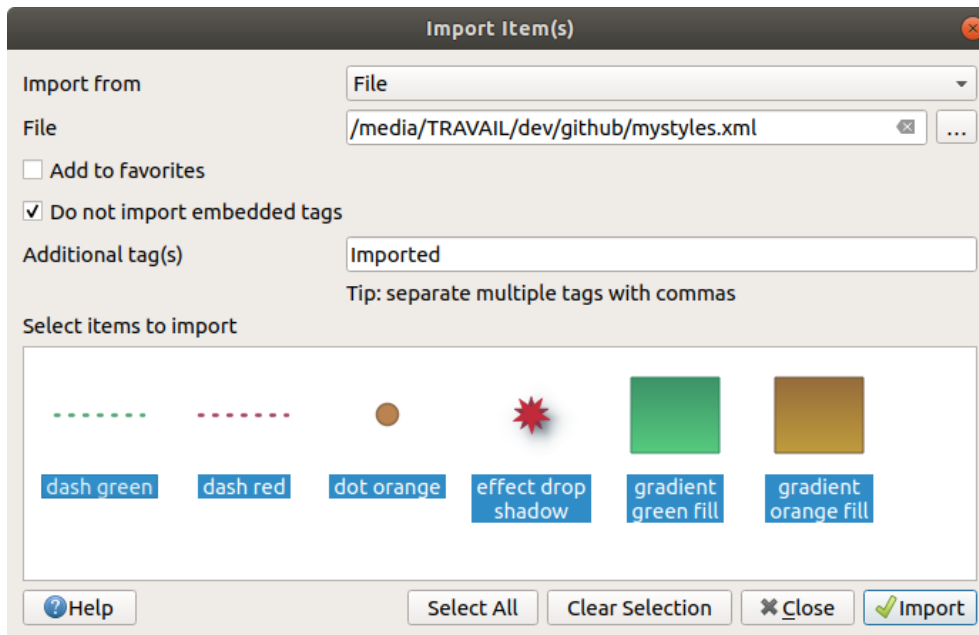 Import Item(s)
Import from
File
File
/media/TRAVAIL/dev/github/mystyles.xml
...
Add to favorites
Do not import embedded tags
Additional tag(s)
Imported
Tip: separate multiple tags with commas
Select items to import
dash green
dash red
dot orange
effect drop
shadow
gradient
green fill
gradient
orange fill
Help
Select All
Clear Selection
Close
Import